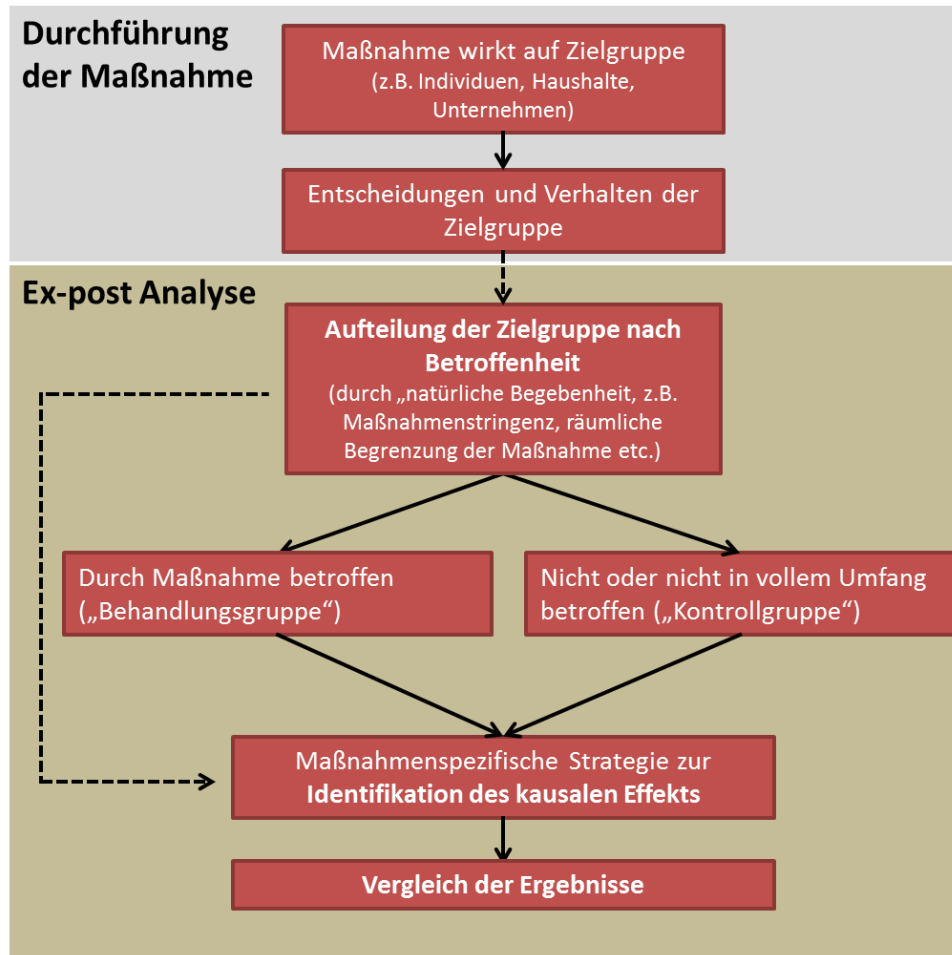 Durchführung
der Maßnahme
Maßnahme wirkt auf Zielgruppe
(z.B. Individuen, Haushalte,
Unternehmen)
Entscheidungen und Verhalten der
Zielgruppe
Ex-post Analyse
Aufteilung der Zielgruppe nach
Betroffenheit
(durch „natürliche Begebenheit, z.B.
Maßnahmenstringenz, räumliche
Begrenzung der Maßnahme etc.)
Durch Maßnahme betroffen
(„Behandlungsgruppe“)
Nicht oder nicht in vollem Umfang
betroffen („Kontrollgruppe“)
Maßnahmenspezifische Strategie zur
Identifikation des kausalen Effekts
Vergleich der Ergebnisse